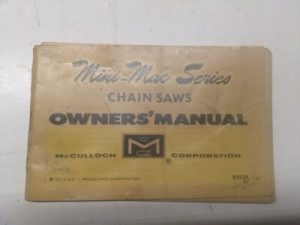 Mini-Mac Series
CHAIN SAWS
OWNERS' MANUAL
McCULLOCH M CORPORATION